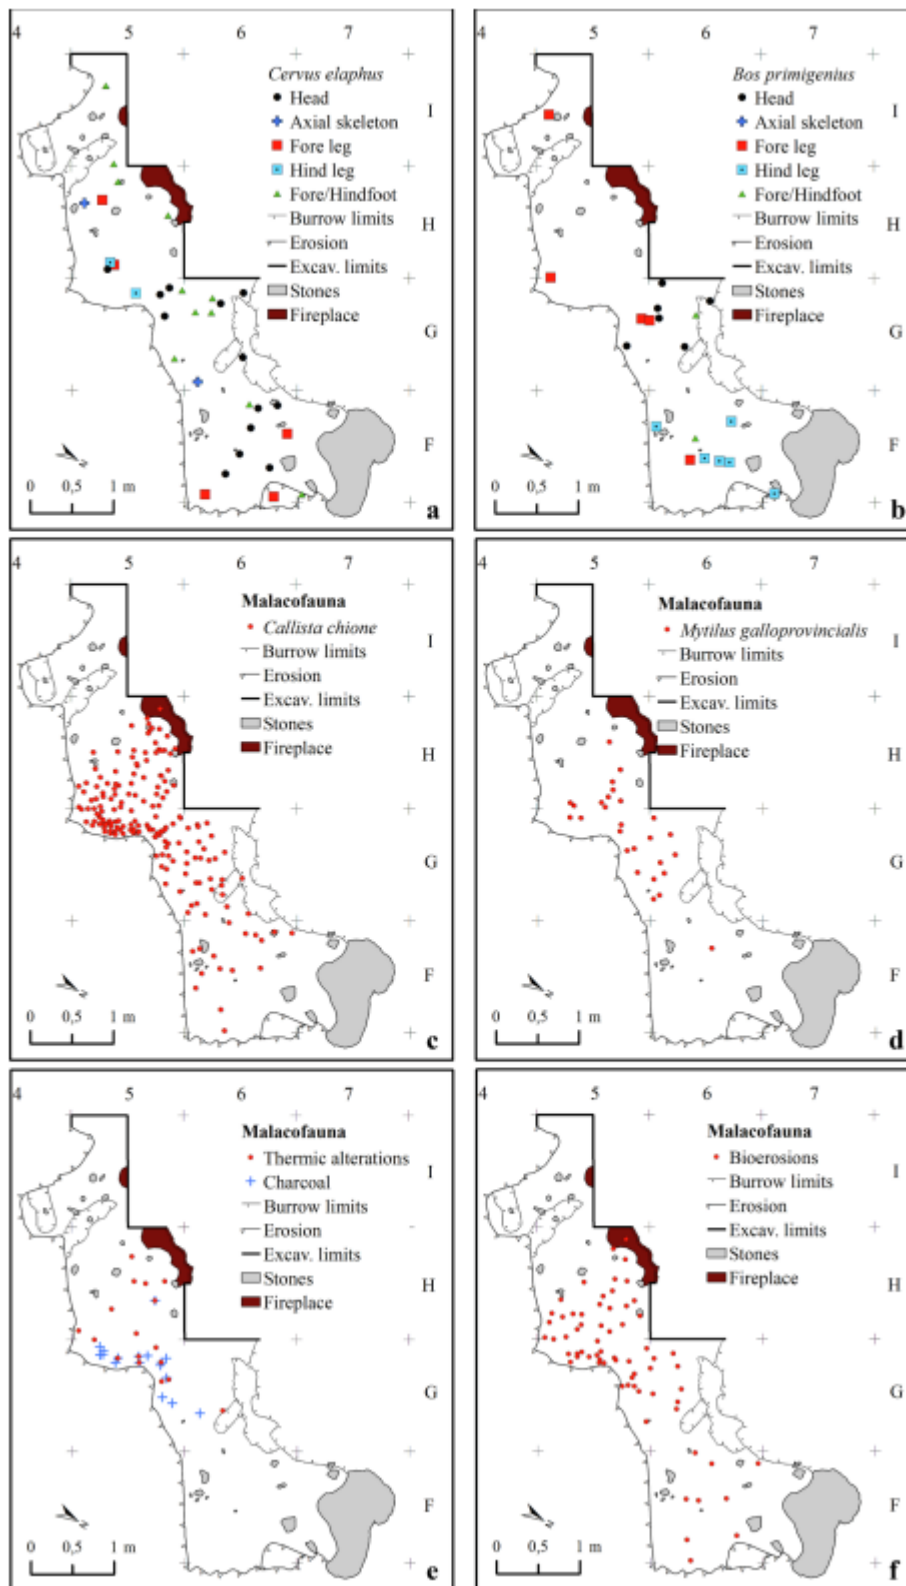 4 5 6 7
Cervus elaphus
Head
Axial skeleton
Fore leg
Hind leg
Fore/Hindfoot
Burrow limits
Erosion
Excav. limits
Stones
Fireplace
I
H
G
F
0 0,5 1 m
a
4 5 6 7
Bos primigenius
Head
Axial skeleton
Fore leg
Hind leg
Fore/Hindfoot
Burrow limits
Erosion
Excav. limits
Stones
Fireplace
I
H
G
F
0 0,5 1 m
b
4 5 6 7
Malacofauna
Callista chione
Burrow limits
Erosion
Excav. limits
Stones
Fireplace
I
H
G
F
0 0,5 1 m
c
4 5 6 7
Malacofauna
Mytilus galloprovincialis
Burrow limits
Erosion
Excav. limits
Stones
Fireplace
I
H
G
F
0 0,5 1 m
d
4 5 6 7
Malacofauna
Thermic alterations
Charcoal
Burrow limits
Erosion
Excav. limits
Stones
Fireplace
I
H
G
F
0 0,5 1 m
e
4 5 6 7
Malacofauna
Bioerosions
Burrow limits
Erosion
Excav. limits
Stones
Fireplace
I
H
G
F
0 0,5 1 m
f